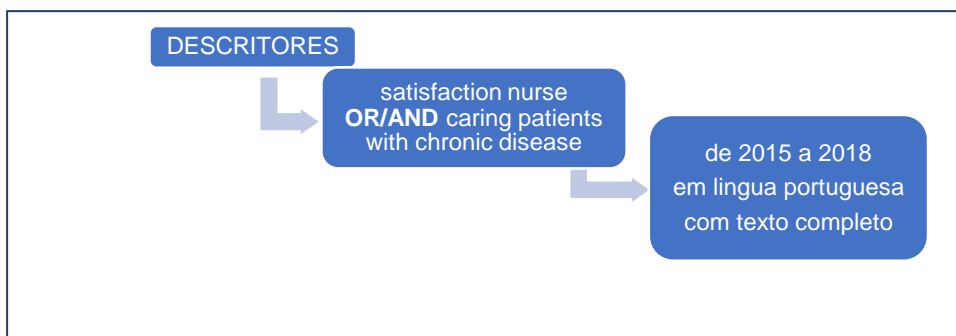 DESCRITORES
satisfaction nurse
OR/AND caring patients
with chronic disease
de 2015 a 2018
em lingua portuguesa
com texto completo